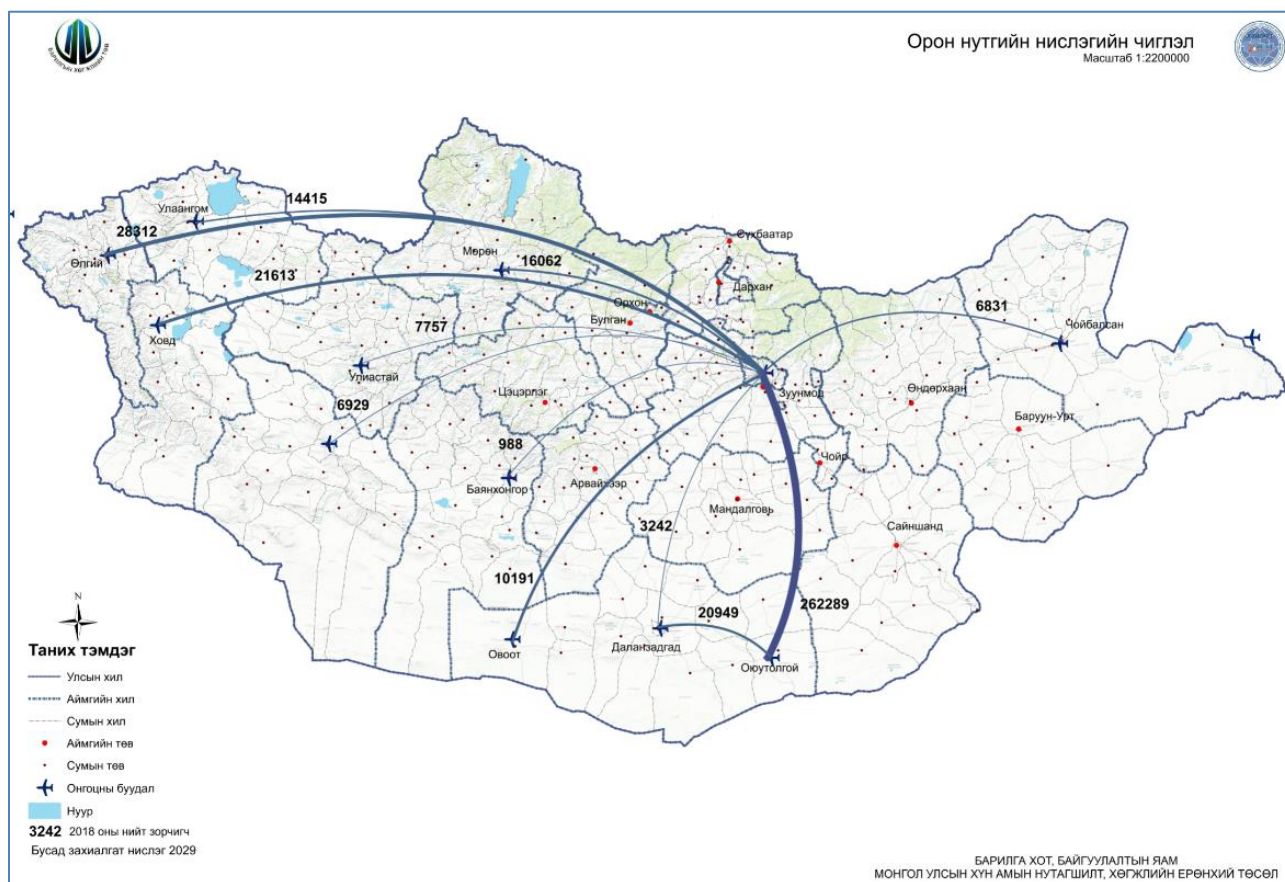 БАРИЛГЫН ХӨГЖЛИЙН ТӨВ
Орон нутгийн нислэгийн чиглэл
Масштаб 1:2200000
14415
Улаангом
28312
Өлгий
Сүхбаатар
Мөрөн
16062
21613
Дархан
Орхон
6831
Булган
Чойбалсан
7757
Ховд
Улиастай
Цэцэрлэг
Зуунмод
Өндөрхаан
6929
Баруун-Урт
988
Чойр
Арвайхээр
Баянхонгор
Мандалговь
3242
Сайншанд
10191
20949
262289
Овоот
Даланзадгад
Оюутолгой
N
Таних тэмдэг
Улсын хил
Аймгийн хил
Сумын хил
Аймгийн төв
Сумын төв
Онгоцны буудал
Нуур
3242 2018 оны нийт зорчигч
Бусад захиалгат нислэг 2029
БАРИЛГА ХОТ, БАЙГУУЛАЛТЫН ЯАМ
МОНГОЛ УЛСЫН ХҮН АМЫН НУТАГШИЛТ, ХӨГЖЛИЙН ЕРӨНХИЙ ТӨСӨЛ